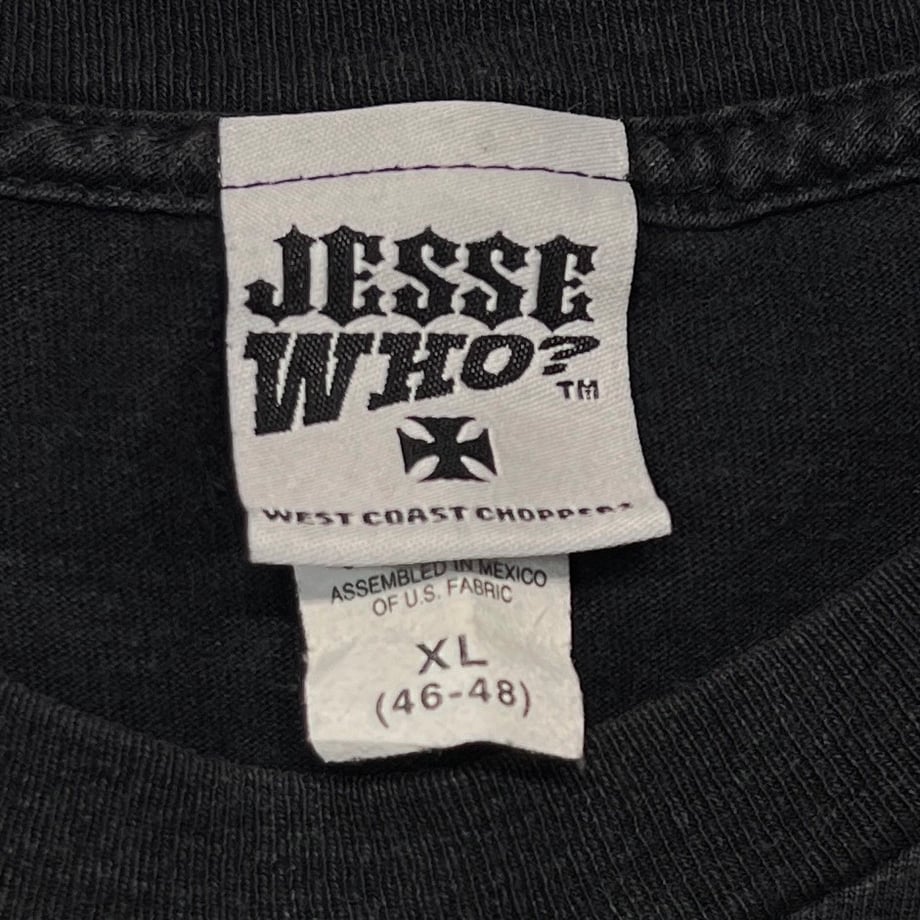 JESSE
WHO?
TM
WEST COAST CHOPPERS
ASSEMBLED IN MEXICO
OF U.S. FABRIC
XL
(46-48)